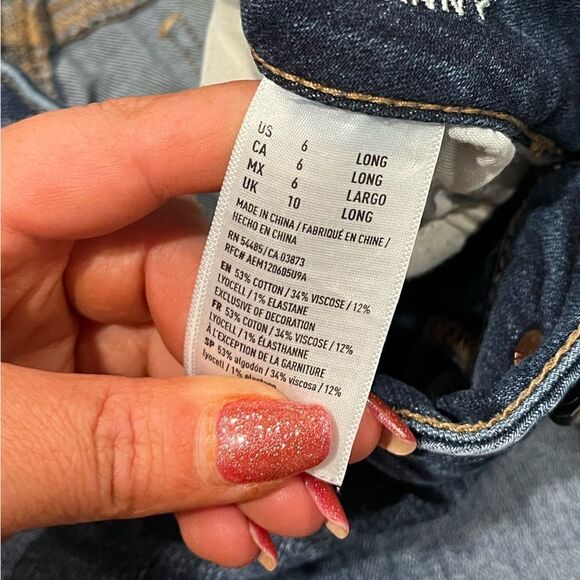 US 6 LONG
CA 6 LONG
MX 6 LARGO
UK 10 LONG
MADE IN CHINA / FABRIQUÉ EN CHINE /
HECHO EN CHINA
RN 54485 / CA 03873
RFC# AEM120605U9A
EN 53% COTTON / 34% VISCOSE / 12%
LYOCELL / 1% ELASTANE
EXCLUSIVE OF DECORATION
FR 53% COTON / 34% VISCOSE / 12%
LYOCELL / 1% ÉLASTHANNE
À L'EXCEPTION DE LA GARNITURE
SP 53% algodón / 34% viscosa / 12%
lyocell / 1% elastano